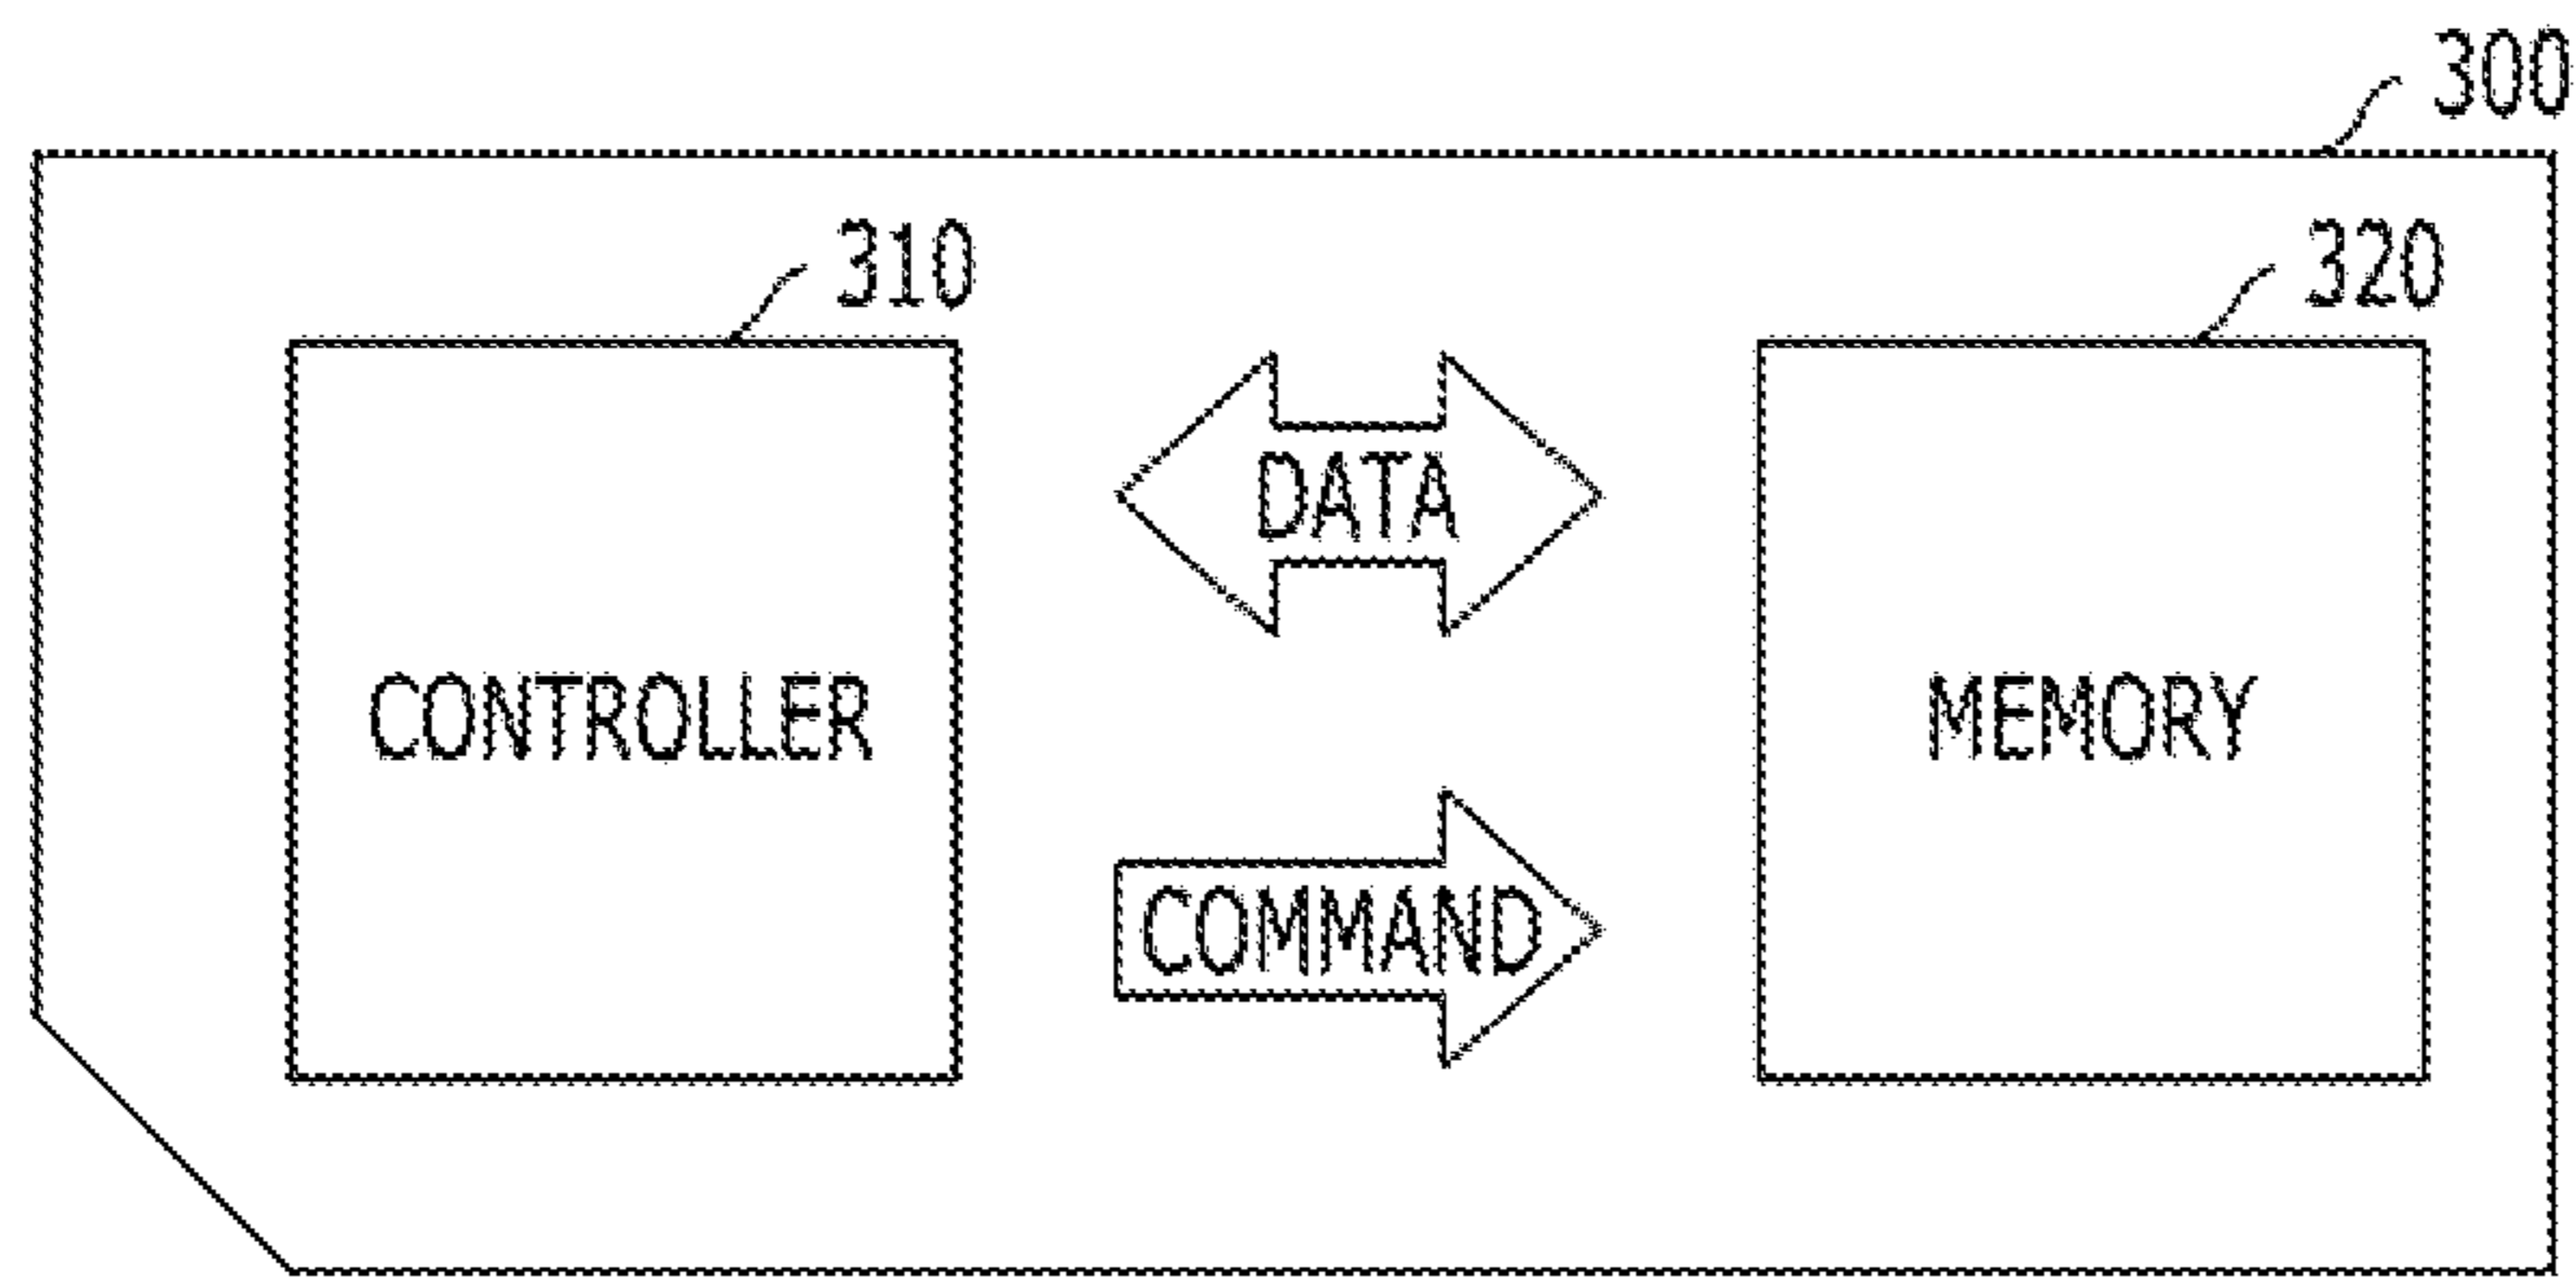 300
310
320
DATA
CONTROLLER
MEMORY
COMMAND